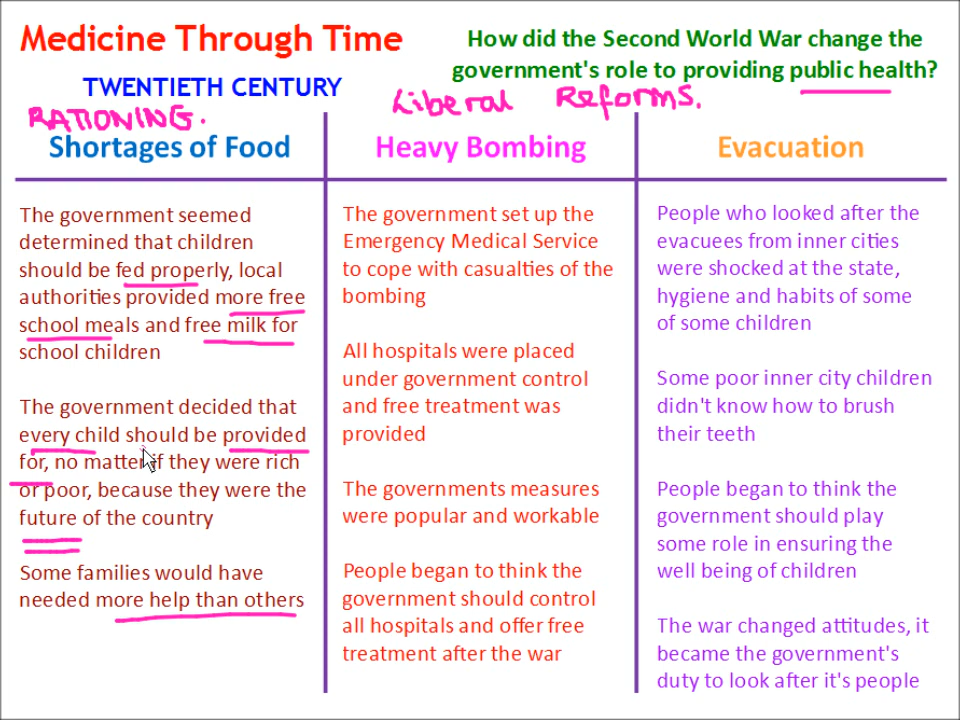 Medicine Through Time
How did the Second World War change the
government's role to providing public health?
TWENTIETH CENTURY
Liberal Reforms.
RATIONING.
Shortages of Food
The government seemed
determined that children
should be fed properly, local
authorities provided more free
school meals and free milk for
school children
The government decided that
every child should be provided
for, no matter if they were rich
or poor, because they were the
future of the country
Some families would have
needed more help than others
Heavy Bombing
The government set up the
Emergency Medical Service
to cope with casualties of the
bombing
All hospitals were placed
under government control
and free treatment was
provided
The governments measures
were popular and workable
People began to think the
government should control
all hospitals and offer free
treatment after the war
Evacuation
People who looked after the
evacuees from inner cities
were shocked at the state,
hygiene and habits of some
of some children
Some poor inner city children
didn't know how to brush
their teeth
People began to think the
government should play
some role in ensuring the
well being of children
The war changed attitudes, it
became the government's
duty to look after it's people